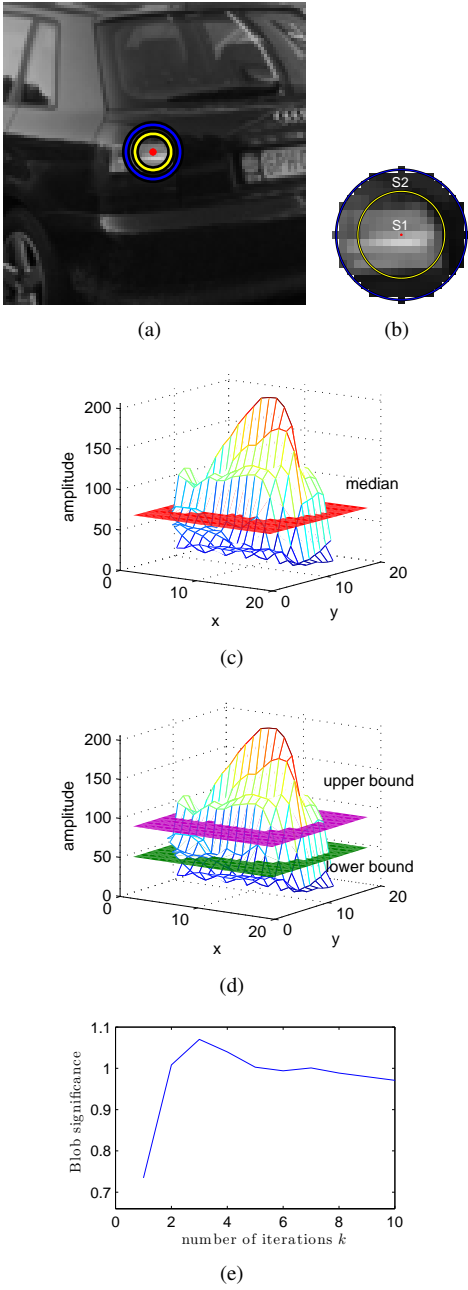 (a)
S2
S1
(b)
200
150
100
50
0
amplitude
median
0
10
20
x
0
10
20
y
(c)
200
150
100
50
0
amplitude
upper bound
lower bound
0
10
20
x
0
10
20
y
(d)
1.1
1
0.9
0.8
0.7
Blob significance
0
2
4
6
8
10
number of iterations k
(e)